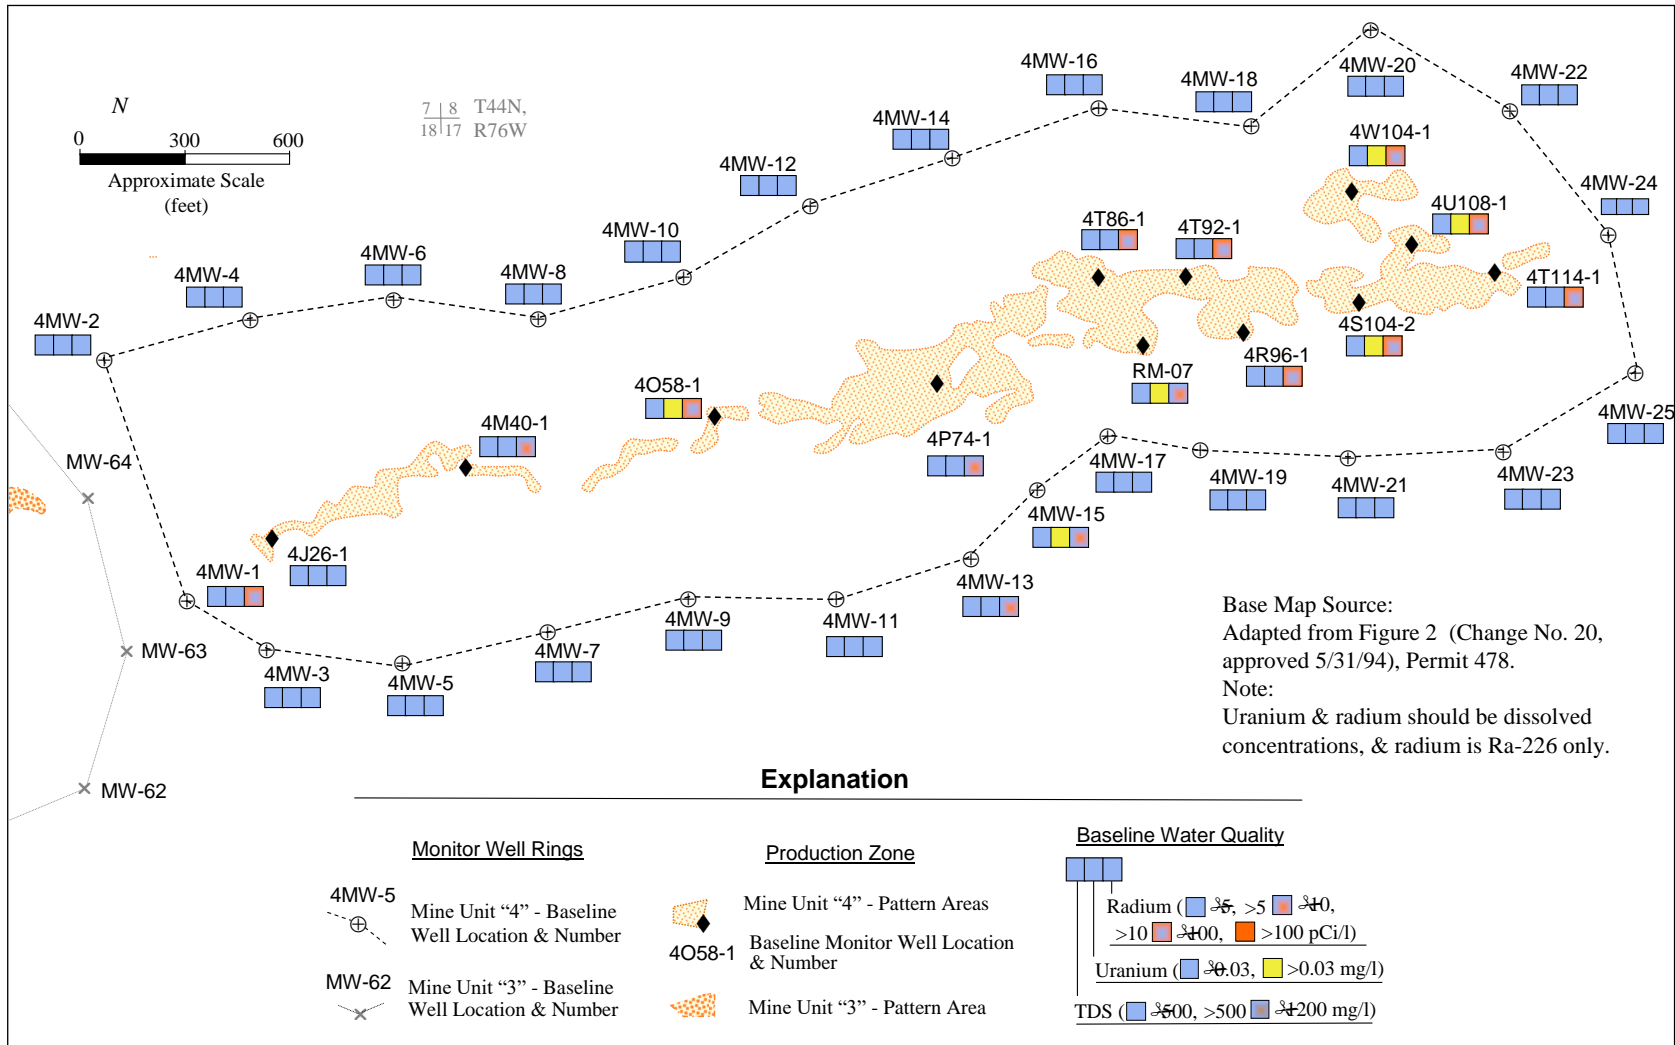 4MW-16
4MW-18
4MW-20
4MW-22
N
0 300 600
Approximate Scale
(feet)
7 8 T44N,
18 17 R76W
4MW-14
4W104-1
4MW-12
4MW-24
4MW-10
4T86-1
4T92-1
4U108-1
4MW-4
4MW-6
4MW-8
4T114-1
4MW-2
4S104-2
4R96-1
RM-07
4O58-1
4MW-25
4M40-1
4P74-1
MW-64
4MW-17
4MW-19
4MW-21
4MW-23
4MW-15
4J26-1
4MW-1
4MW-13
4MW-9
4MW-11
MW-63
4MW-7
4MW-3
4MW-5
MW-62
Base Map Source:
Adapted from Figure 2 (Change No. 20,
approved 5/31/94), Permit 478.
Note:
Uranium & radium should be dissolved
concentrations, & radium is Ra-226 only.
Explanation
Monitor Well Rings
4MW-5
Mine Unit “4” - Baseline
Well Location & Number
MW-62
Mine Unit “3” - Baseline
Well Location & Number
Production Zone
Mine Unit “4” - Pattern Areas
4O58-1
Baseline Monitor Well Location
& Number
Mine Unit “3” - Pattern Area
Baseline Water Quality
Radium ( 5, >5 10,
>10 100, >100 pCi/l)
Uranium ( 0.03, >0.03 mg/l)
TDS ( 500, >500 1200 mg/l)